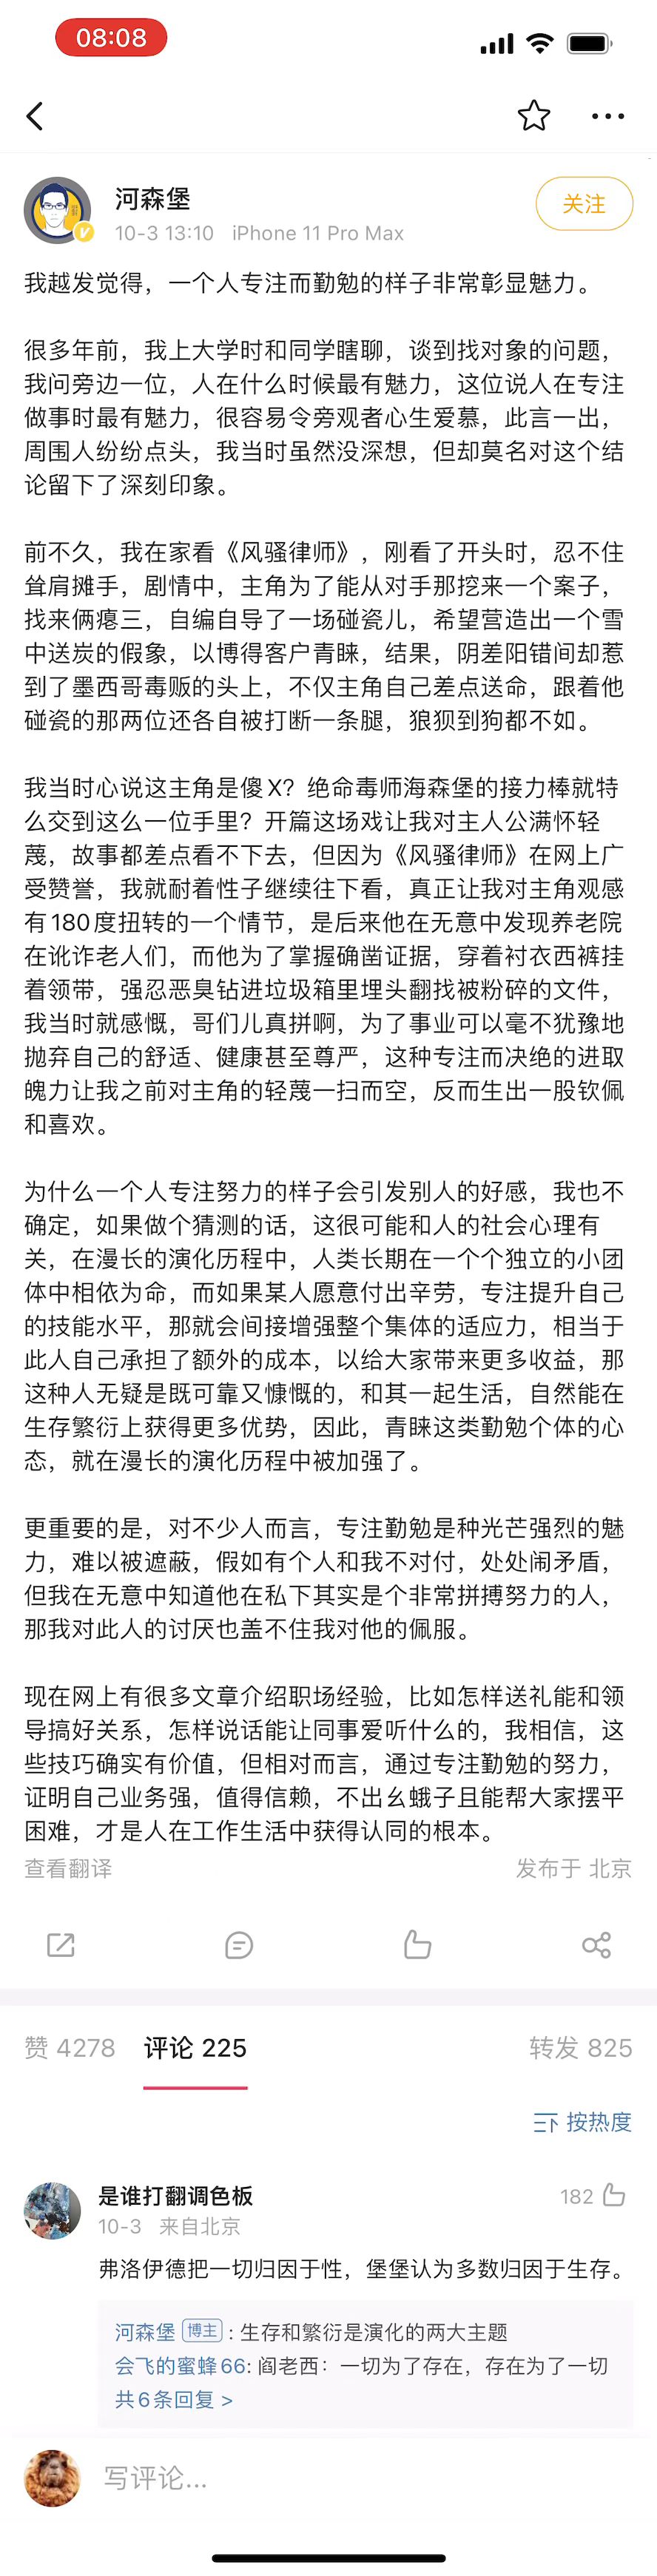 08:08
河森堡
10-3 13:10 iPhone 11 Pro Max
关注
我越发觉得，一个人专注而勤勉的样子非常彰显魅力。
很多年前，我上大学时和同学瞎聊，谈到找对象的问题，
我问旁边一位，人在什么时候最有魅力，这位说人在专注
做事时最有魅力，很容易令旁观者心生爱慕，此言一出，
周围人纷纷点头，我当时虽然没深想，但却莫名对这个结
论留下了深刻印象。
前不久，我在家看《风骚律师》，刚看了开头时，忍不住
耸肩摊手，剧情中，主角为了能从对手那挖来一个案子，
找来俩瘪三，自编自导了一场碰瓷儿，希望营造出一个雪
中送炭的假象，以博得客户青睐，结果，阴差阳错间却惹
到了墨西哥毒贩的头上，不仅主角自己差点送命，跟着他
碰瓷的那两位还各自被打断一条腿，狼狈到狗都不如。
我当时心说这主角是傻X？绝命毒师海森堡的接力棒就特
么交到这么一位手里？开篇这场戏让我对主人公满怀轻
蔑，故事都差点看不下去，但因为《风骚律师》在网上广
受赞誉，我就耐着性子继续往下看，真正让我对主角观感
有180度扭转的一个情节，是后来他在无意中发现养老院
在讹诈老人们，而他为了掌握确凿证据，穿着衬衣西裤挂
着领带，强忍恶臭钻进垃圾箱里埋头翻找被粉碎的文件，
我当时就感慨，哥们儿真拼啊，为了事业可以毫不犹豫地
抛弃自己的舒适、健康甚至尊严，这种专注而决绝的进取
魄力让我之前对主角的轻蔑一扫而空，反而生出一股钦佩
和喜欢。
为什么一个人专注努力的样子会引发别人的好感，我也不
确定，如果做个猜测的话，这很可能和人的社会心理有
关，在漫长的演化历程中，人类长期在一个个独立的小团
体中相依为命，而如果某人愿意付出辛劳，专注提升自己
的技能水平，那就会间接增强整个集体的适应力，相当于
此人自己承担了额外的成本，以给大家带来更多收益，那
这种人无疑是既可靠又慷慨的，和其一起生活，自然能在
生存繁衍上获得更多优势，因此，青睐这类勤勉个体的心
态，就在漫长的演化历程中被加强了。
更重要的是，对不少人而言，专注勤勉是种光芒强烈的魅
力，难以被遮蔽，假如有个人和我不对付，处处闹矛盾，
但我在无意中知道他在私下其实是个非常拼搏努力的人，
那我对此人的讨厌也盖不住我对他的佩服。
现在网上有很多文章介绍职场经验，比如怎样送礼能和领
导搞好关系，怎样说话能让同事爱听什么的，我相信，这
些技巧确实有价值，但相对而言，通过专注勤勉的努力，
证明自己业务强，值得信赖，不出幺蛾子且能帮大家摆平
困难，才是人在工作生活中获得认同的根本。
查看翻译 发布于 北京
赞 4278 评论 225 转发 825
按热度
是谁打翻调色板 182
10-3 来自北京
弗洛伊德把一切归因于性，堡堡认为多数归因于生存。
河森堡 博主：生存和繁衍是演化的两大主题
会飞的蜜蜂66: 阎老西：一切为了存在，存在为了一切
共6条回复 >
写评论...